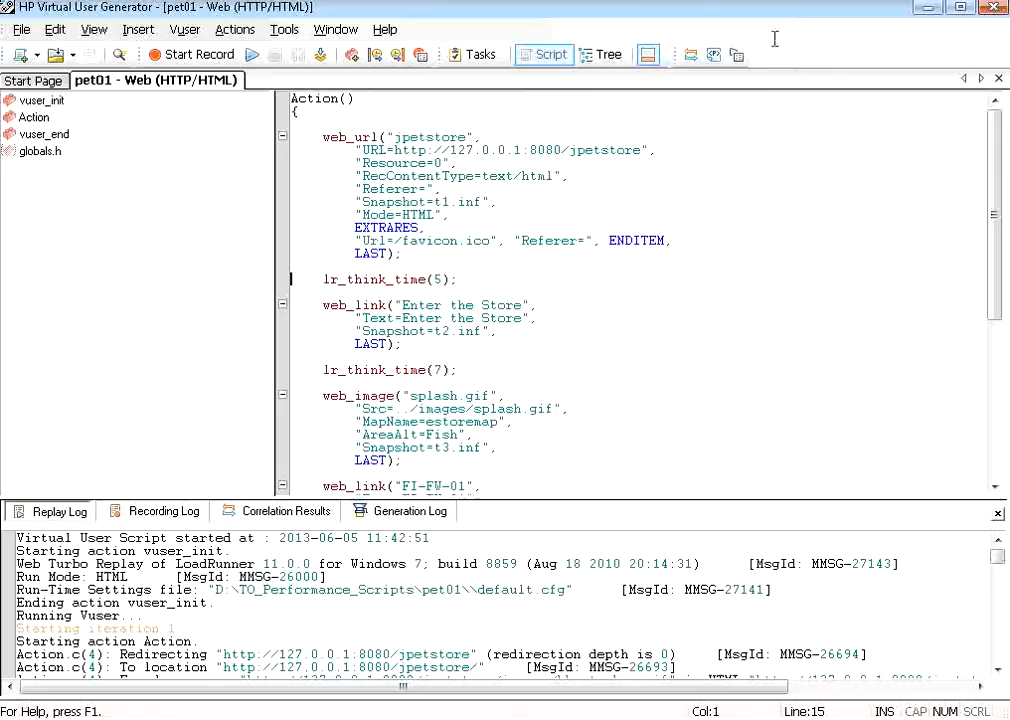 HP Virtual User Generator - [pet01 - Web (HTTP/HTML)]
File Edit View Insert Vuser Actions Tools Window Help
Start Record Tasks Script Tree
Start Page pet01 - Web (HTTP/HTML)
vuser_init
Action
vuser_end
globals.h
Action()
{
web_url("jpetstore",
"URL=http://127.0.0.1:8080/jpetstore",
"Resource=0",
"RecContentType=text/html",
"Referer=",
"Snapshot=t1.inf",
"Mode=HTML",
EXTRARES,
"Url=/favicon.ico", "Referer=", ENDITEM,
LAST);
lr_think_time(5);
web_link("Enter the Store",
"Text=Enter the Store",
"Snapshot=t2.inf",
LAST);
lr_think_time(7);
web_image("splash.gif",
"Src=../images/splash.gif",
"MapName=estoremap",
"AreaAlt=Fish",
"Snapshot=t3.inf",
LAST);
web_link("FI-FW-01",
Replay Log Recording Log Correlation Results Generation Log
Virtual User Script started at : 2013-06-05 11:42:51
Starting action vuser_init.
Web Turbo Replay of LoadRunner 11.0.0 for Windows 7; build 8859 (Aug 18 2010 20:14:31) [MsgId: MMSG-27143]
Run Mode: HTML [MsgId: MMSG-26000]
Run-Time Settings file: "D:\TO_Performance_Scripts\pet01\\default.cfg" [MsgId: MMSG-27141]
Ending action vuser_init.
Running Vuser...
Starting iteration 1
Starting action Action.
Action.c(4): Redirecting "http://127.0.0.1:8080/jpetstore" (redirection depth is 0) [MsgId: MMSG-26694]
Action.c(4): To location "http://127.0.0.1:8080/jpetstore/" [MsgId: MMSG-26693]
For Help, press F1. Col:1 Line:15 INS CAP NUM SCRL